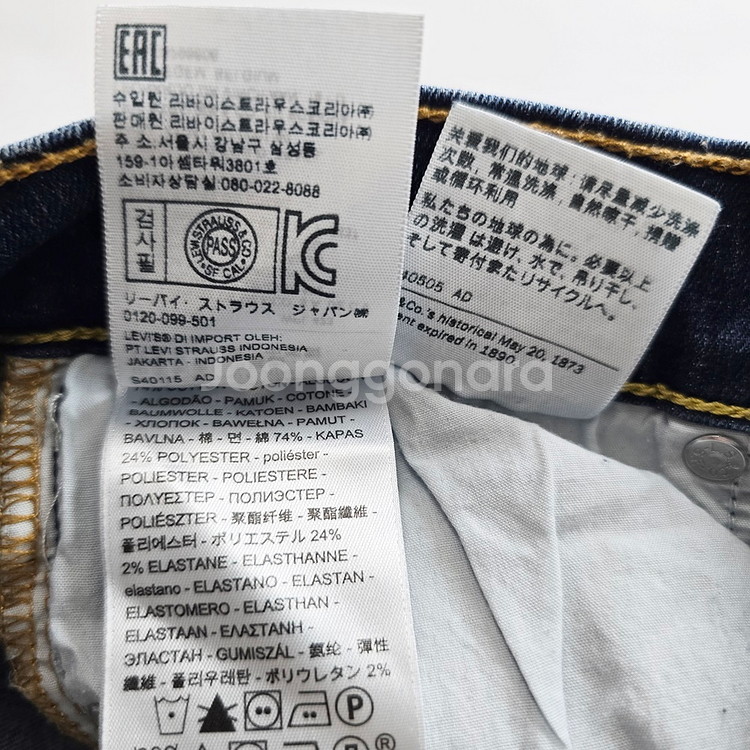 EAC
수입원 리바이스트라우스코리아(주)
판매원 리바이스트라우스코리아(주)
주 소:서울시 강남구 삼성동
159-1아셈타워3801호
소비자상담실:080-022-8088
검사필
LEVI STRAUSS & CO
PASS
SF CAL
KC
リーバイ・ストラウス ジャパン㈱
0120-099-501
LEVI'S® DI IMPORT OLEH:
PT LEVI STRAUSS INDONESIA
JAKARTA - INDONESIA
S40115 AD
- ALGODÃO - PAMUK - COTONE
BAUMWOLLE - KATOEN - BAMBAKI
- ХЛОПОК - BAWEŁNA - PAMUT -
BAVLNA - 棉 - 면 - 綿 74% - KAPAS
24% POLYESTER - poliéster -
POLIESTER - POLIESTERE -
ΠΟΛΥΕΣΤΕΡ - ПОЛИЭСТЕР -
POLIÉSZTER - 聚酯纤维 - 聚酯纖維 -
폴리에스터 - ポリエステル 24%
2% ELASTANE - ELASTHANNE -
elastano - ELASTANO - ELASTAN -
ELASTOMERO - ELASTHAN -
ELASTAAN - ΕΛΑΣΤΑΝΗ -
ЭЛАСТАН - GUMISZÁL - 氨纶 - 彈性
纖維 - 폴리우레탄 - ポリウレタン 2%
P
关爱我们的地球：请尽量减少洗涤
次数，常温洗涤，自然晾干，捐赠
或循环利用
私たちの地球の為に。必要以上
の洗濯は避け、水で、吊り干し、
そして寄付またリサイクルへ。
40505 AD
&Co.'s historical May 20, 1873
ent expired in 1890
Joonggonara